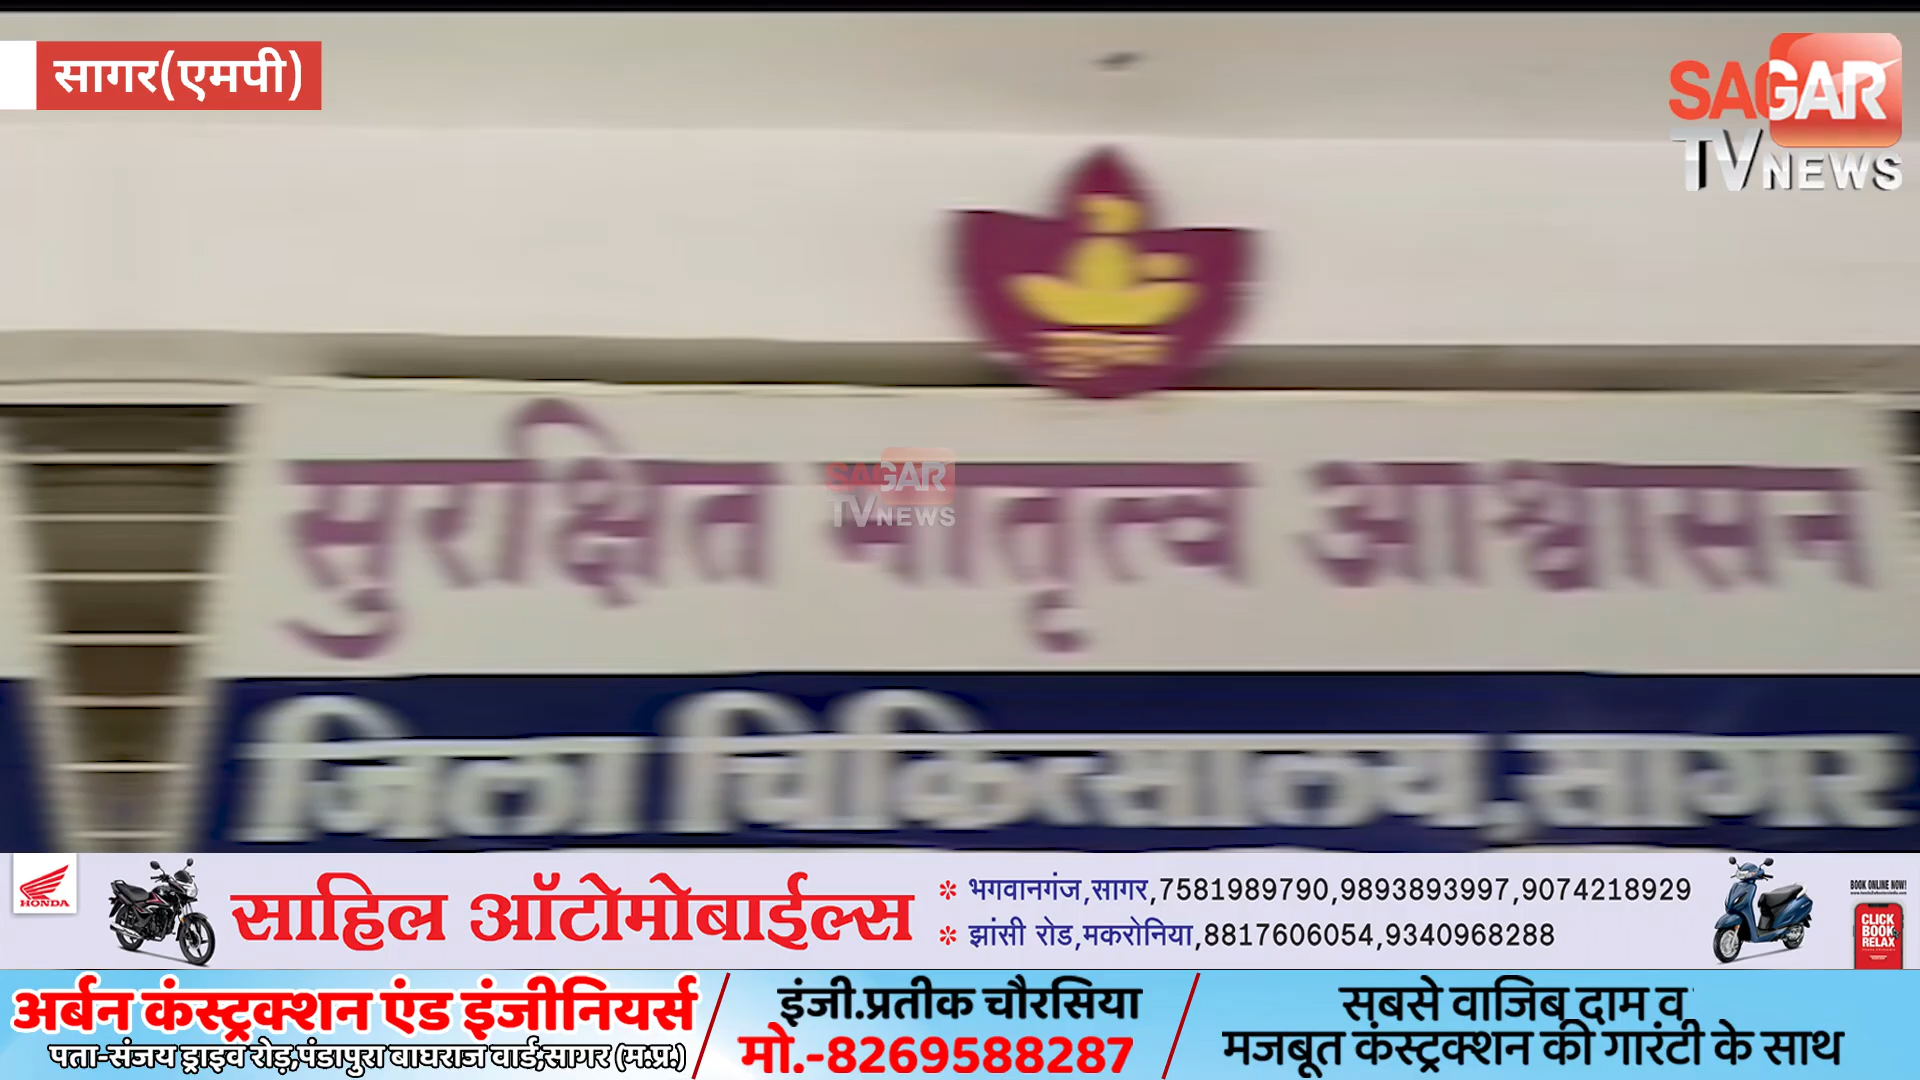 सागर(एमपी)
SAGAR
TV NEWS
सुरक्षित मातृत्व आश्वासन
SAGAR
TV NEWS
जिला चिकित्सालय,सागर
HONDA
साहिल ऑटोमोबाईल्स
* भगवानगंज,सागर,7581989790,9893893997,9074218929
* झांसी रोड,मकरोनिया,8817606054,9340968288
BOOK ONLINE NOW!
CLICK
BOOK
RELAX
अर्बन कंस्ट्रक्शन एंड इंजीनियर्स
पता-संजय ड्राइव रोड़,पंडापुरा बाघराज वार्ड,सागर (म.प्र.)
इंजी.प्रतीक चौरसिया
मो.-8269588287
सबसे वाजिब दाम व
मजबूत कंस्ट्रक्शन की गारंटी के साथ